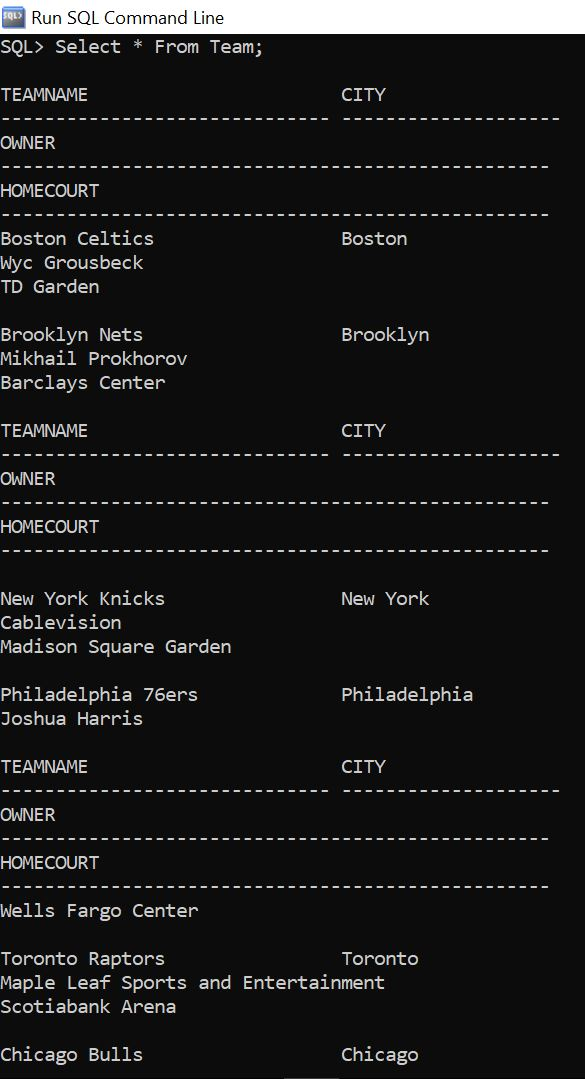 Run SQL Command Line
SQL> Select * From Team;
TEAMNAME                       CITY
------------------------------ --------------------
OWNER
--------------------------------------------------
HOMECOURT
--------------------------------------------------
Boston Celtics                 Boston
Wyc Grousbeck
TD Garden
Brooklyn Nets                  Brooklyn
Mikhail Prokhorov
Barclays Center
TEAMNAME                       CITY
------------------------------ --------------------
OWNER
--------------------------------------------------
HOMECOURT
--------------------------------------------------
New York Knicks                New York
Cablevision
Madison Square Garden
Philadelphia 76ers             Philadelphia
Joshua Harris
TEAMNAME                       CITY
------------------------------ --------------------
OWNER
--------------------------------------------------
HOMECOURT
--------------------------------------------------
Wells Fargo Center
Toronto Raptors                Toronto
Maple Leaf Sports and Entertainment
Scotiabank Arena
Chicago Bulls                  Chicago